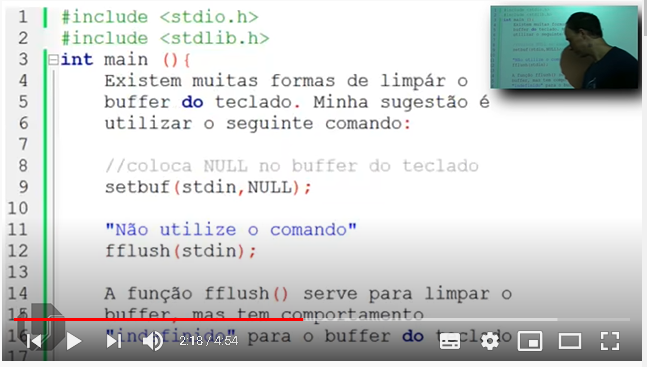 1 #include <stdio.h>
2 #include <stdlib.h>
3 int main (){
4 Existem muitas formas de limpár o
5 buffer do teclado. Minha sugestão é
6 utilizar o seguinte comando:
7
8 //coloca NULL no buffer do teclado
9 setbuf(stdin,NULL);
10
11 "Não utilize o comando"
12 fflush(stdin);
13
14 A função fflush() serve para limpar o
15 buffer, mas tem comportamento
16 "indefinido" para o buffer do teclado
17
2:18 / 4:54